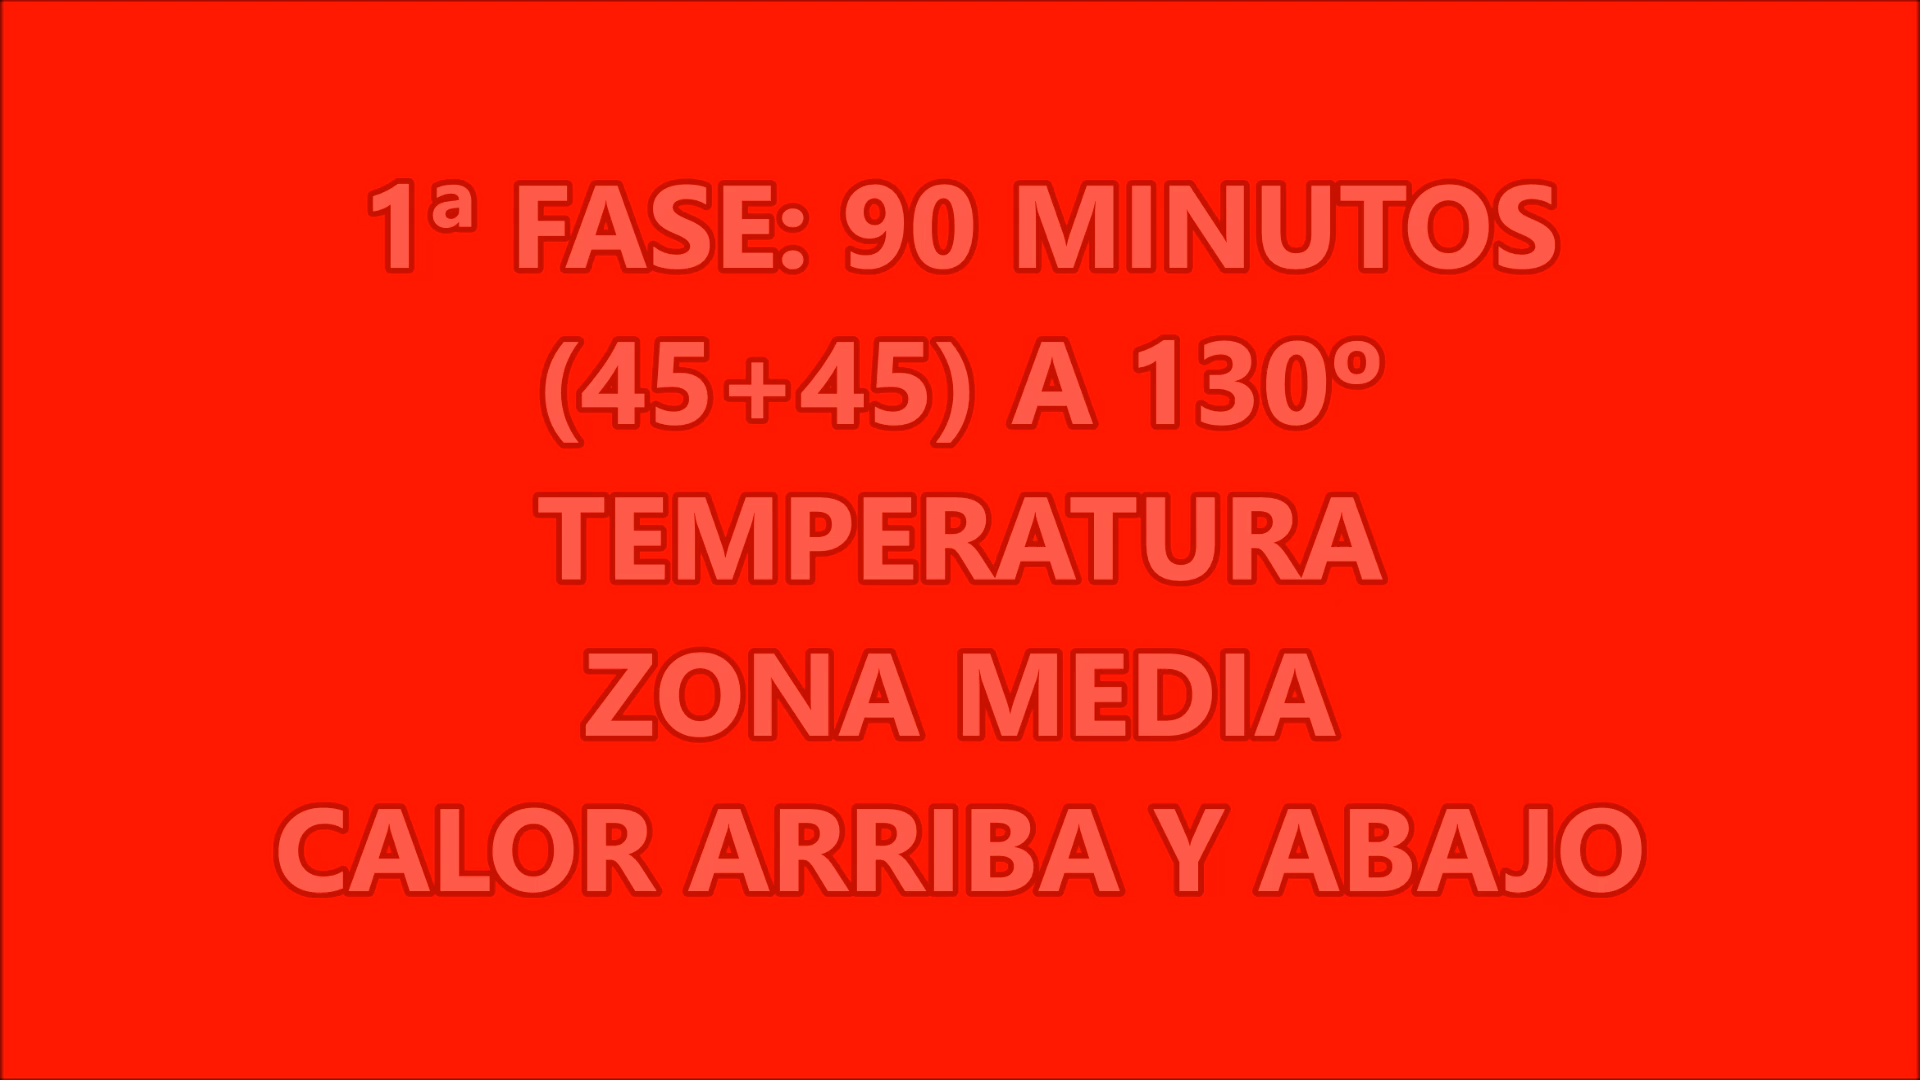 1ª FASE: 90 MINUTOS
(45+45) A 130º
TEMPERATURA
ZONA MEDIA
CALOR ARRIBA Y ABAJO